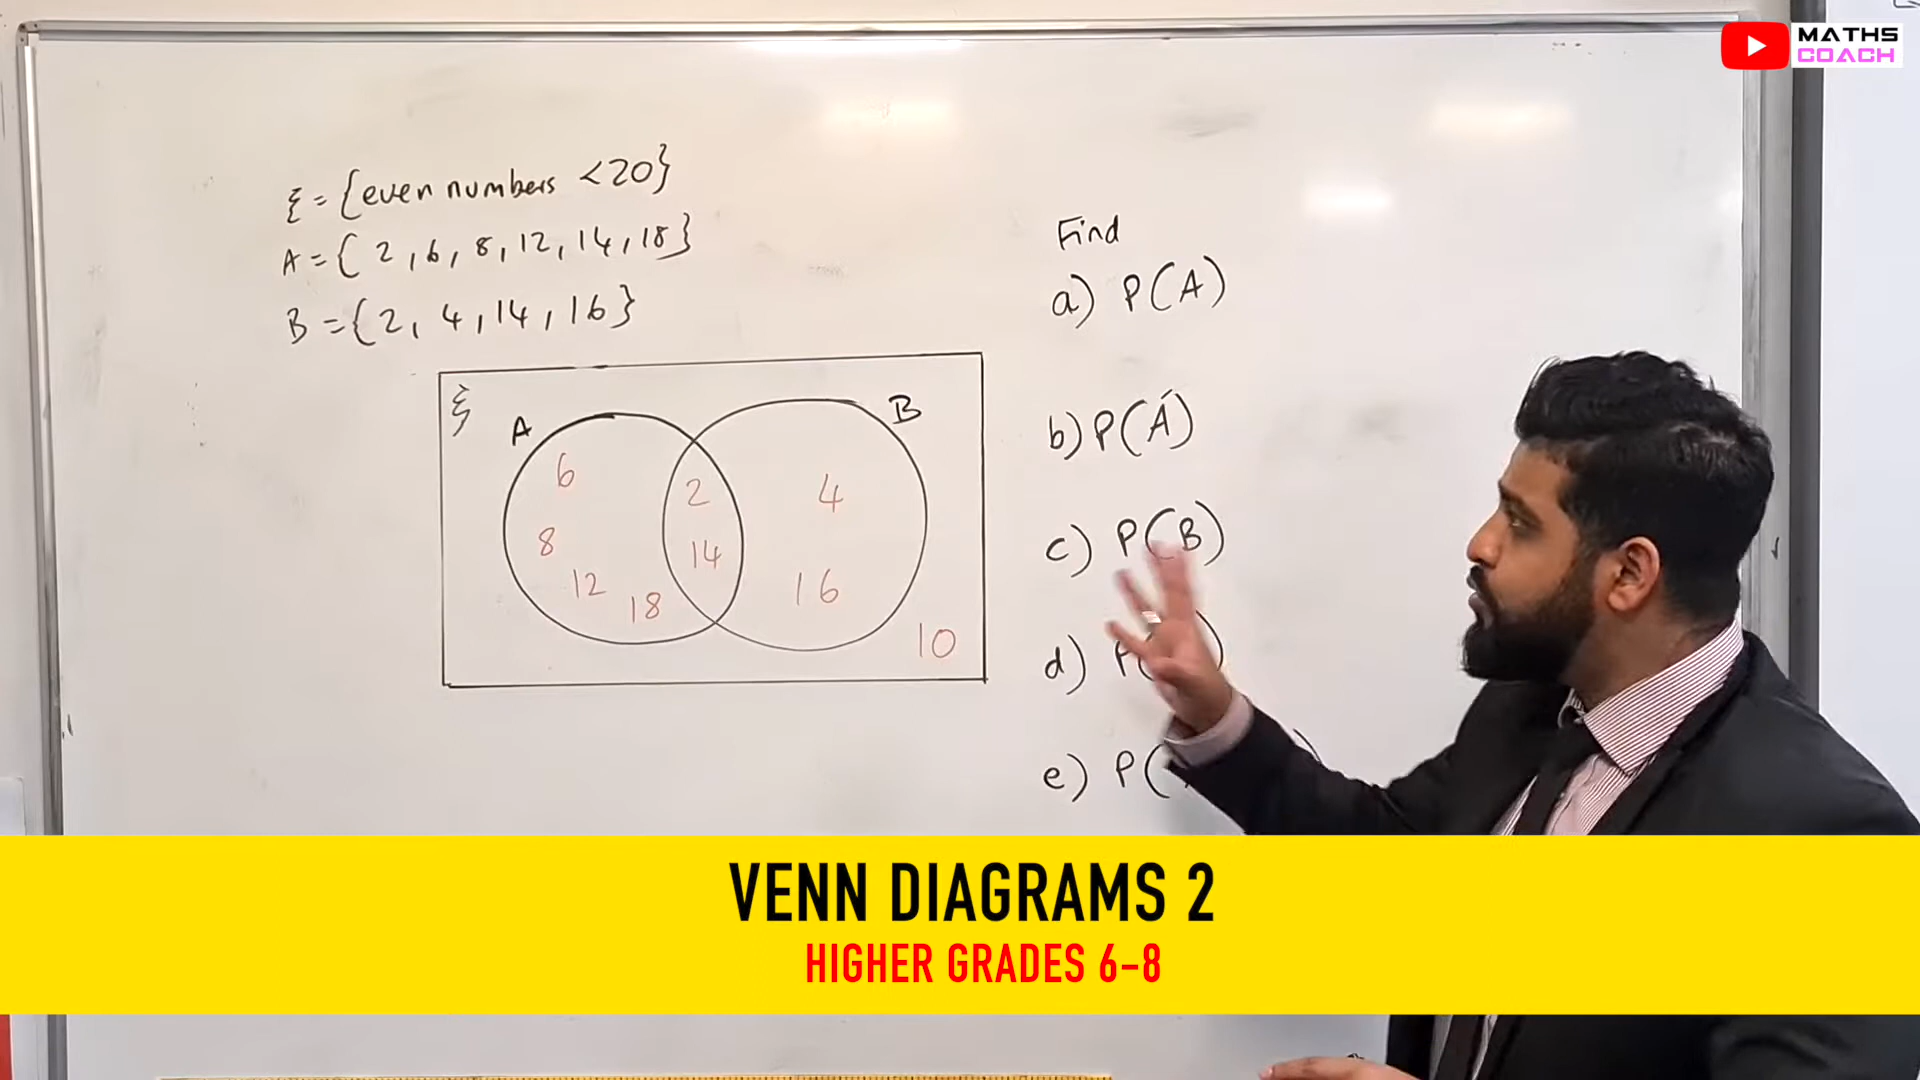 MATHS
COACH
ξ = {even numbers <20}
A = { 2, 6, 8, 12, 14, 18}
B = {2, 4, 14, 16}
ξ
A
B
6
2
4
8
14
12
18
16
10
Find
a) P(A)
b) P(A')
c) P(B)
d)
e) P(
VENN DIAGRAMS 2
HIGHER GRADES 6-8